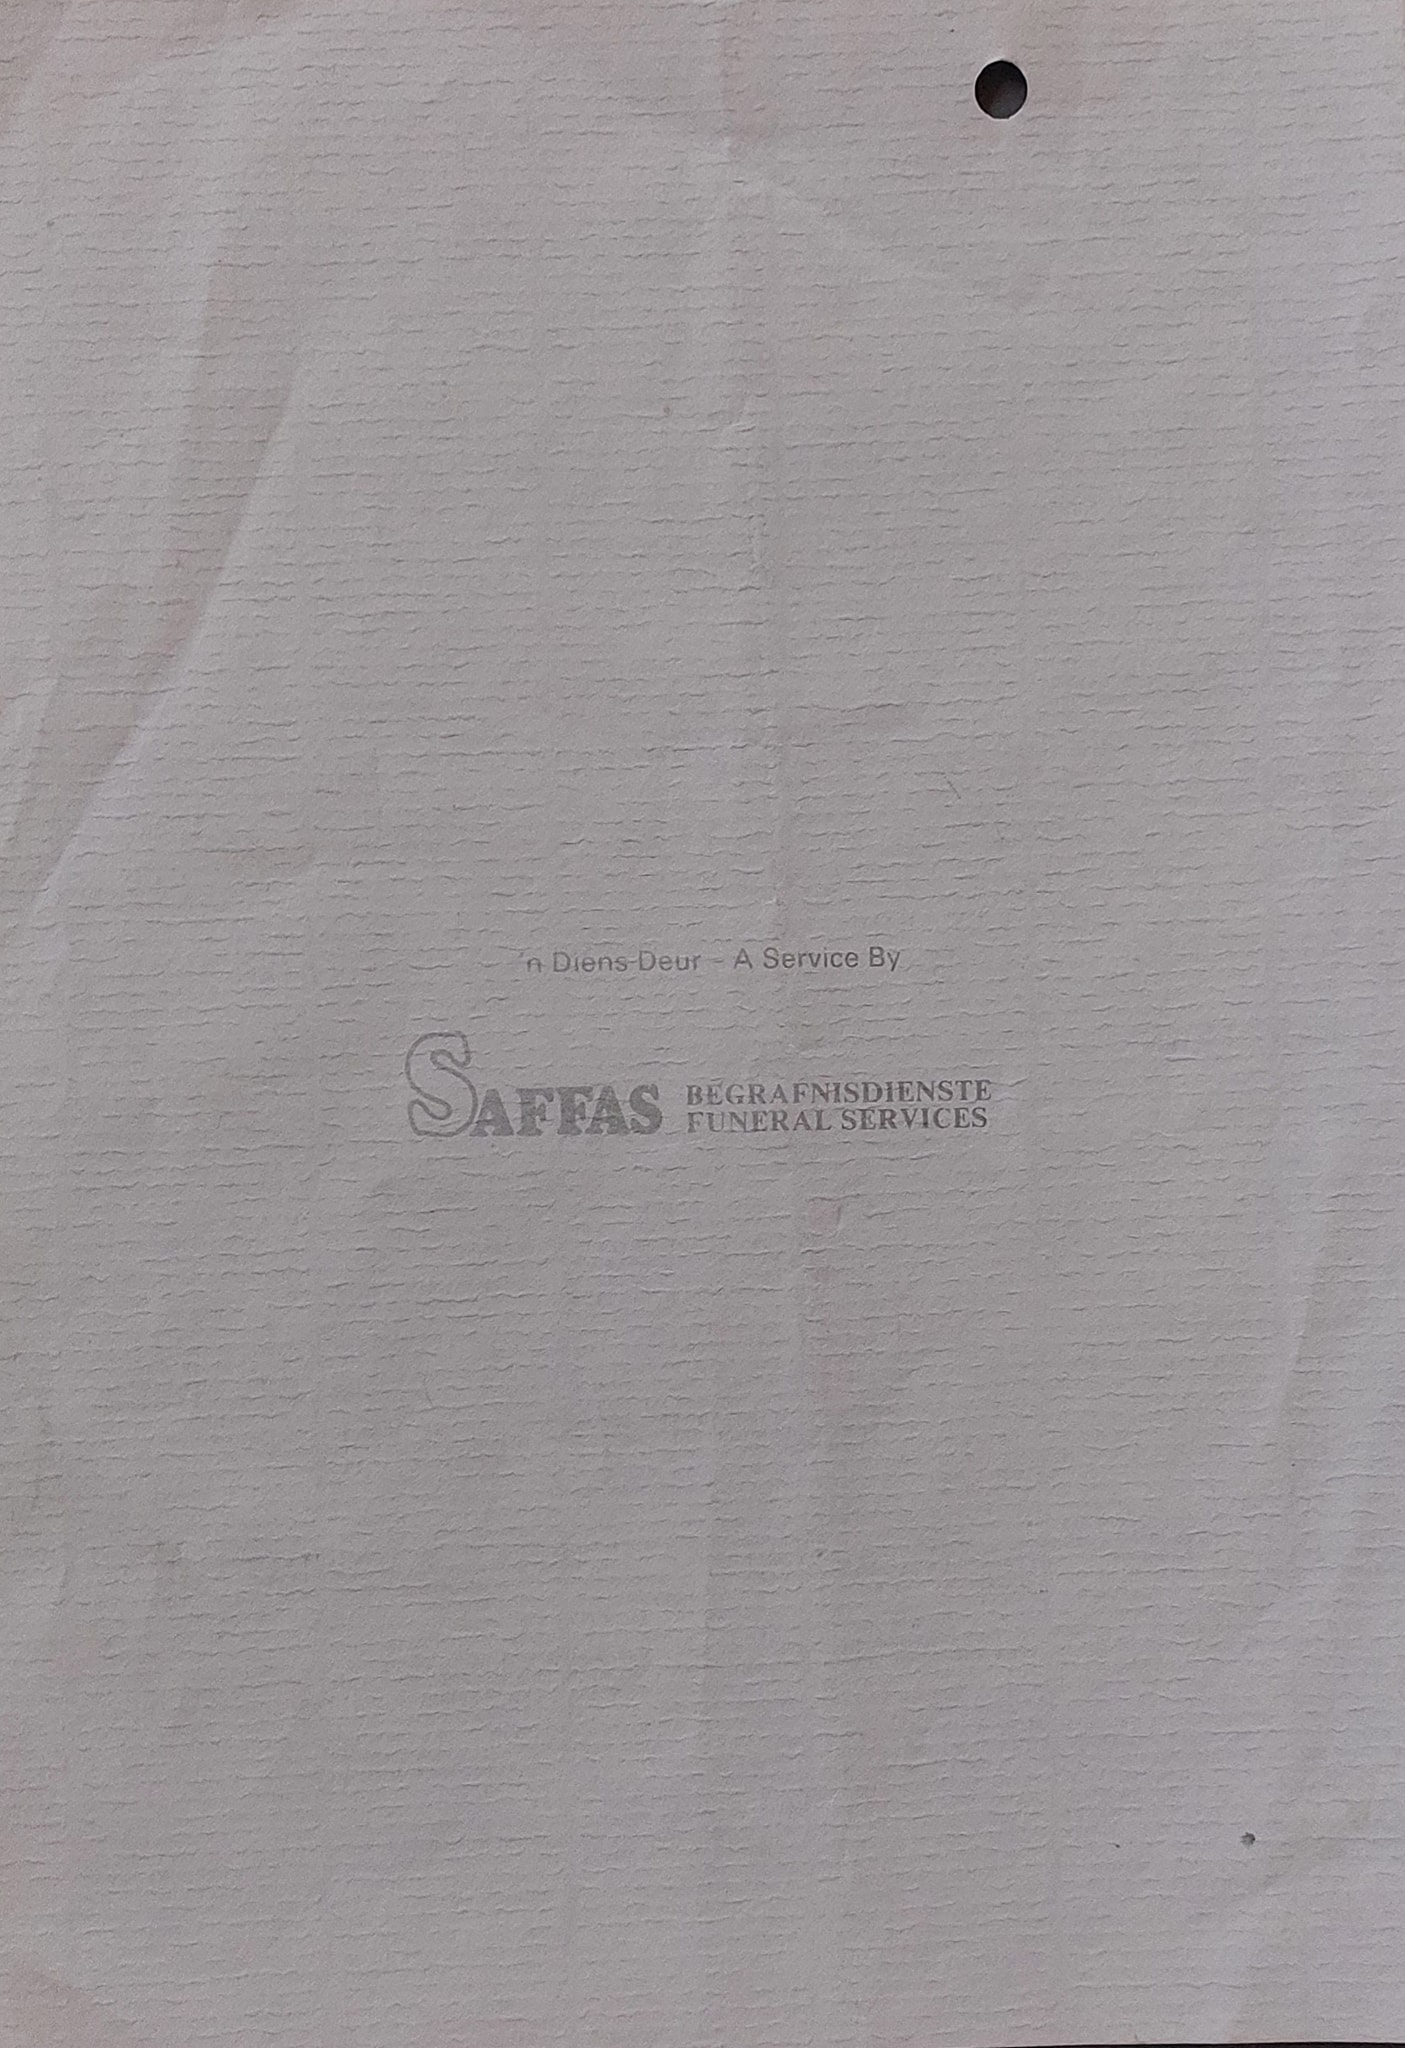 'n Diens Deur - A Service By
SAFFAS BEGRAFNISDIENSTE
FUNERAL SERVICES